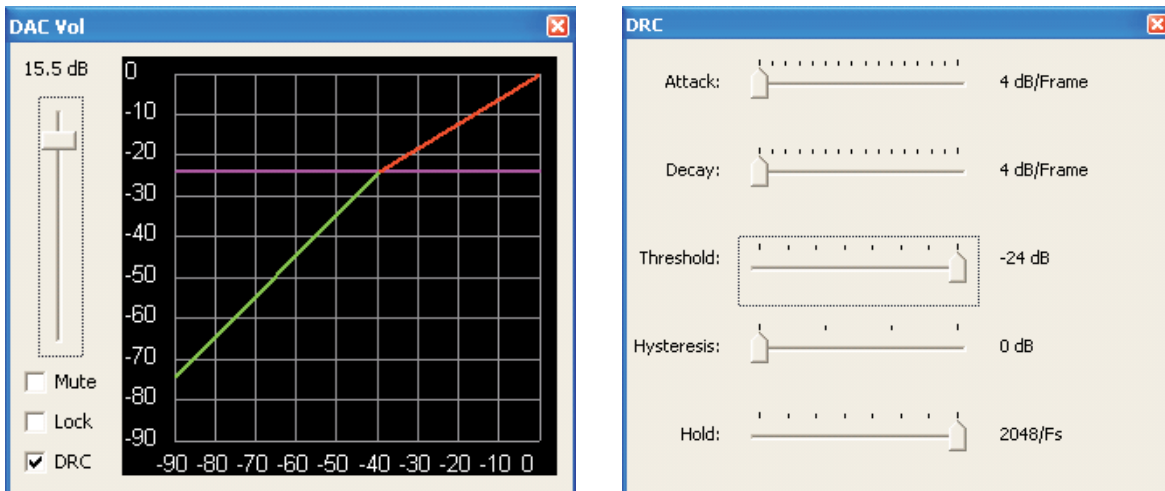 DAC Vol
15.5 dB
0
-10
-20
-30
-40
-50
-60
-70
-80
-90
-90 -80 -70 -60 -50 -40 -30 -20 -10 0
Mute
Lock
DRC
DRC
Attack: 4 dB/Frame
Decay: 4 dB/Frame
Threshold: -24 dB
Hysteresis: 0 dB
Hold: 2048/Fs